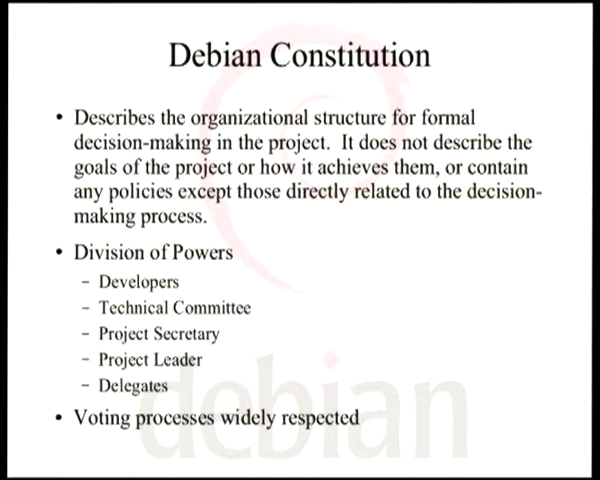 Debian Constitution
• Describes the organizational structure for formal
decision-making in the project. It does not describe the
goals of the project or how it achieves them, or contain
any policies except those directly related to the decision-
making process.
• Division of Powers
– Developers
– Technical Committee
– Project Secretary
– Project Leader
– Delegates
• Voting processes widely respected
debian